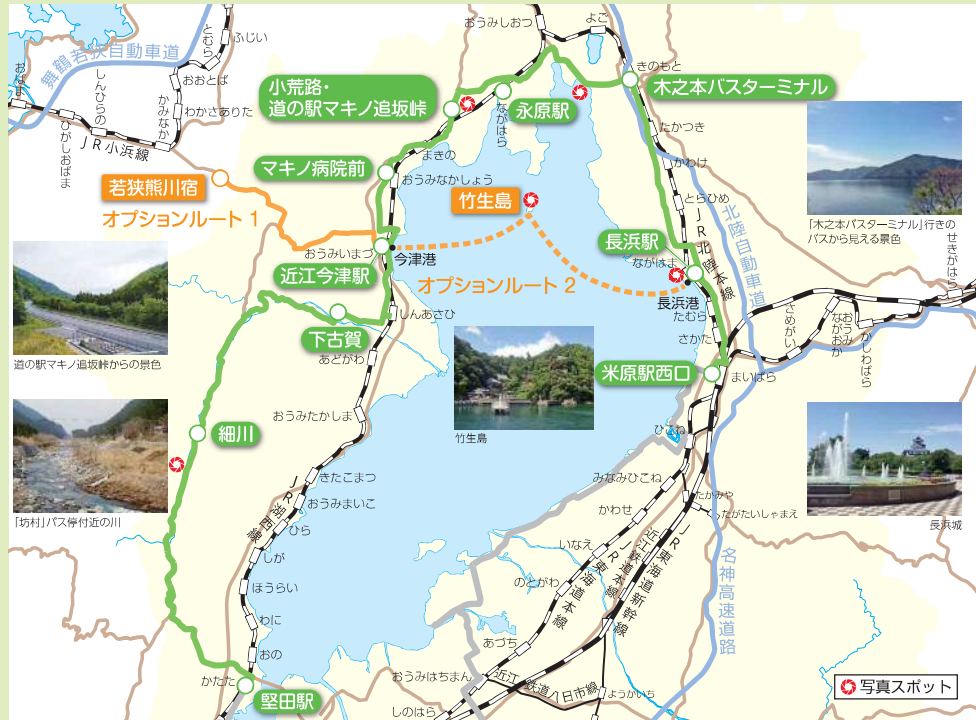 おうみしおつ
よご
ふじい
とむら
舞鶴若狭自動車道
おおとば
おばま
しんひらの
わかさありた
かみなか
ひがしおばま
JR小浜線
小荒路・
道の駅マキノ追坂峠
ながはら
永原駅
きのもと
木之本バスターミナル
たかつき
まきの
マキノ病院前
おうみなかしょう
かわけ
とらひめ
JR北陸本線
北陸自動車道
「木之本バスターミナル」行きの
バスから見える景色
若狭熊川宿
オプションルート 1
竹生島
おうみいまづ
今津港
近江今津駅
オプションルート 2
長浜駅
ながはま
長浜港
たむら
せきがはら
さめがい
おうみ
ながおか
かしわばら
道の駅マキノ追坂峠からの景色
しんあさひ
下古賀
あどがわ
さかた
米原駅西口
まいばら
おうみたかしま
竹生島
細川
ひこね
「坊村」バス停付近の川
きたこまつ
おうみまいこ
JR湖西線
ひら
しが
ほうらい
わに
おの
かたた
堅田駅
みなみひこね
たかみや
たがたいしゃまえ
かわせ
いなえ
のとがわ
あづち
おうみはちまん
しのはら
JR東海道本線
近江鉄道本線
JR東海道新幹線
近江鉄道八日市線
ようかいち
名神高速道路
長浜城
写真スポット